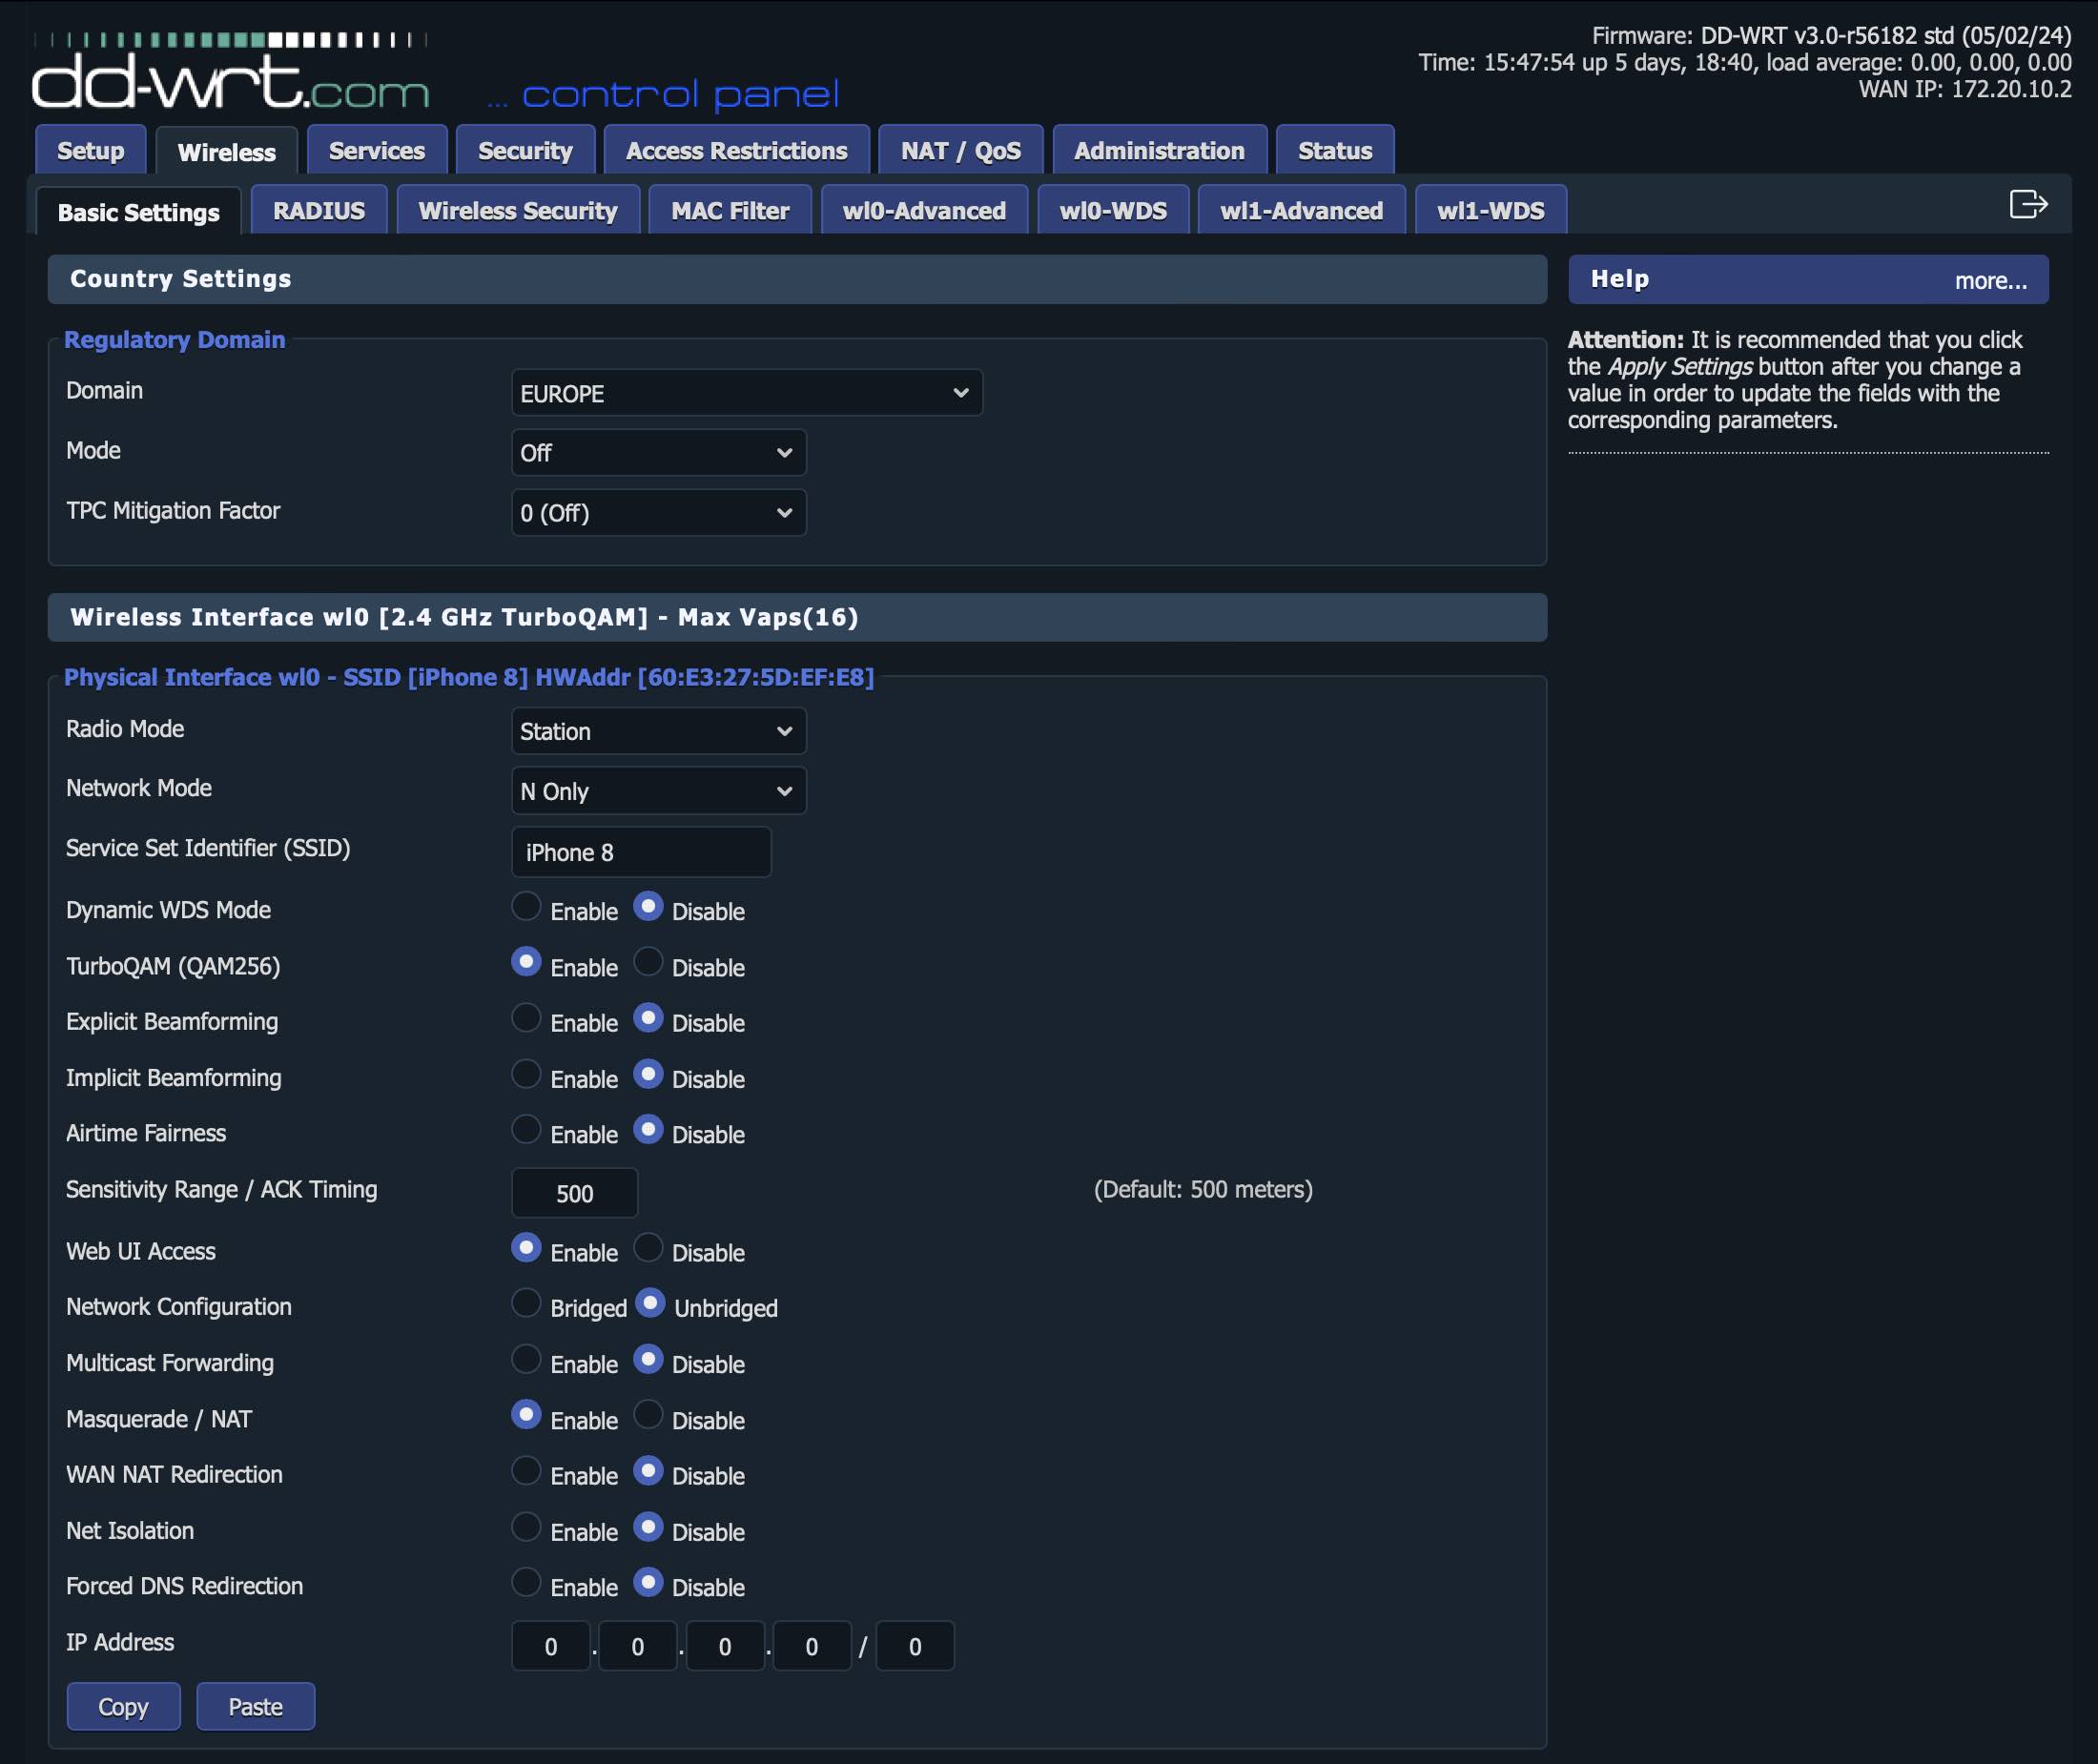 dd-wrt.com ... control panel
Firmware: DD-WRT v3.0-r56182 std (05/02/24)
Time: 15:47:54 up 5 days, 18:40, load average: 0.00, 0.00, 0.00
WAN IP: 172.20.10.2
Setup Wireless Services Security Access Restrictions NAT / QoS Administration Status
Basic Settings RADIUS Wireless Security MAC Filter wl0-Advanced wl0-WDS wl1-Advanced wl1-WDS
Country Settings
Regulatory Domain
Domain EUROPE
Mode Off
TPC Mitigation Factor 0 (Off)
Wireless Interface wl0 [2.4 GHz TurboQAM] - Max Vaps(16)
Physical Interface wl0 - SSID [iPhone 8] HWAddr [60:E3:27:5D:EF:E8]
Radio Mode Station
Network Mode N Only
Service Set Identifier (SSID) iPhone 8
Dynamic WDS Mode Enable Disable
TurboQAM (QAM256) Enable Disable
Explicit Beamforming Enable Disable
Implicit Beamforming Enable Disable
Airtime Fairness Enable Disable
Sensitivity Range / ACK Timing 500 (Default: 500 meters)
Web UI Access Enable Disable
Network Configuration Bridged Unbridged
Multicast Forwarding Enable Disable
Masquerade / NAT Enable Disable
WAN NAT Redirection Enable Disable
Net Isolation Enable Disable
Forced DNS Redirection Enable Disable
IP Address 0 . 0 . 0 . 0 / 0
Copy Paste
Help more...
Attention: It is recommended that you click
the Apply Settings button after you change a
value in order to update the fields with the
corresponding parameters.